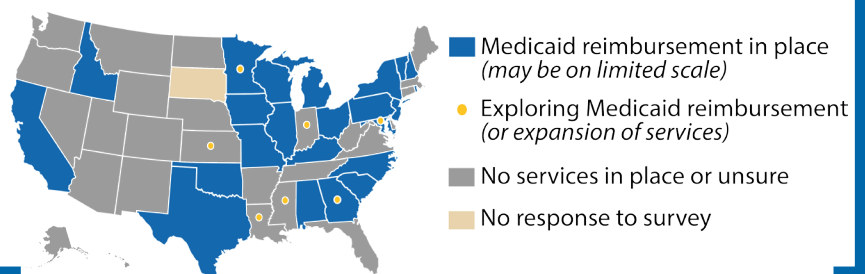 Medicaid reimbursement in place
(may be on limited scale)
Exploring Medicaid reimbursement
(or expansion of services)
No services in place or unsure
No response to survey